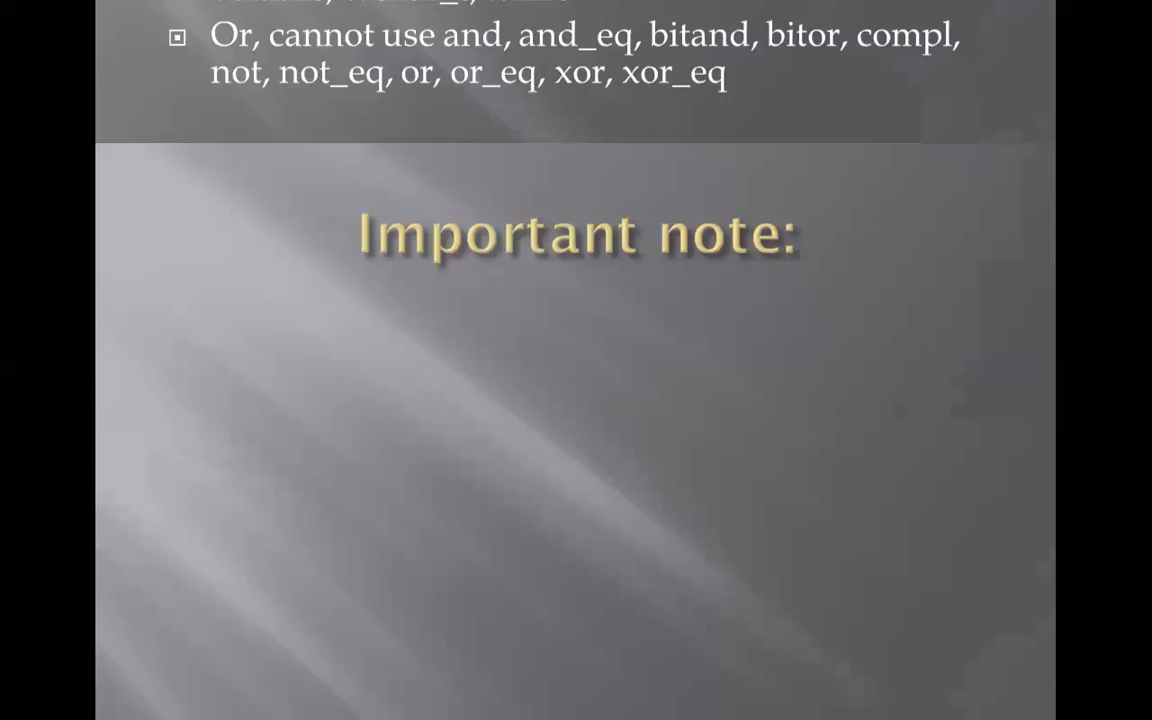 Or, cannot use and, and_eq, bitand, bitor, compl,
not, not_eq, or, or_eq, xor, xor_eq
Important note: